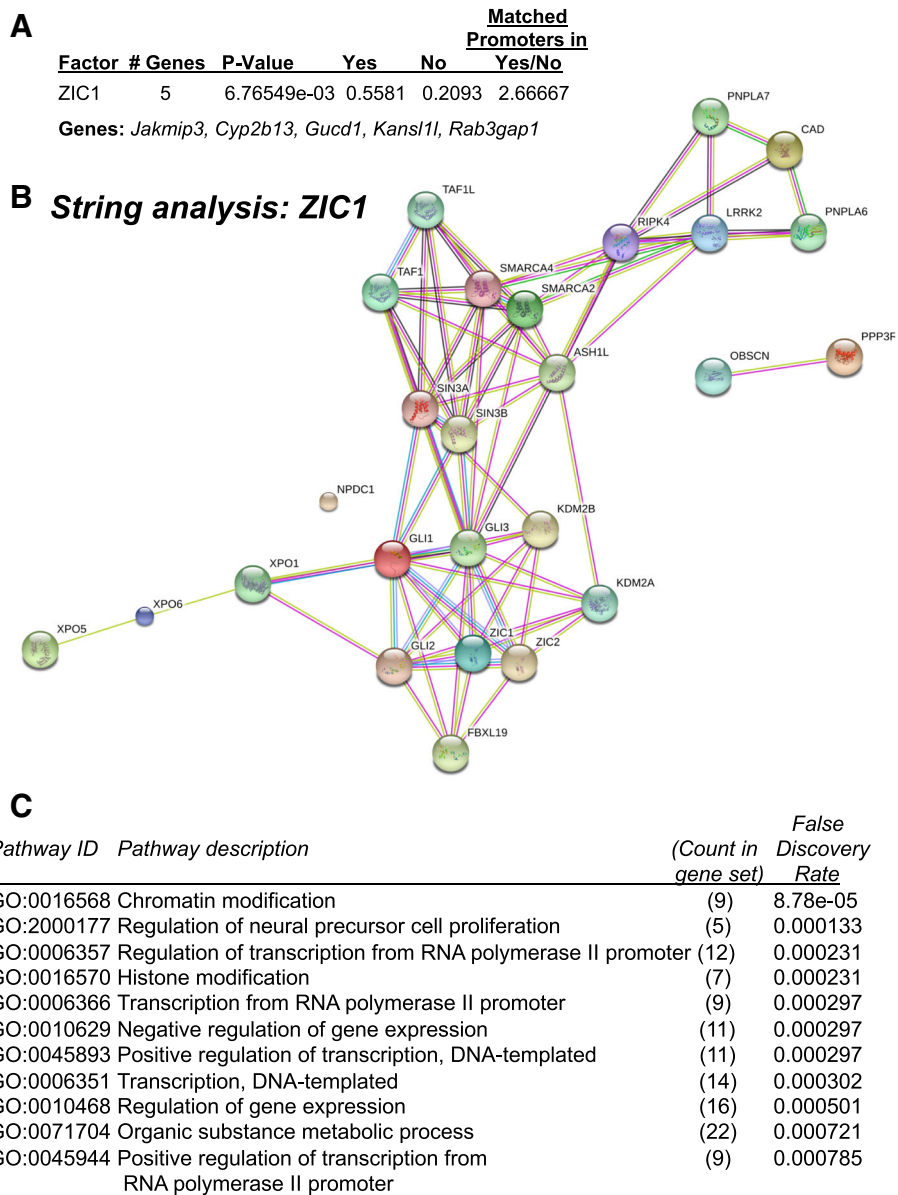 A
Matched
Promoters in
Factor # Genes P-Value Yes No Yes/No
ZIC1 5 6.76549e-03 0.5581 0.2093 2.66667
Genes: Jakmip3, Cyp2b13, Gucd1, Kansl1l, Rab3gap1
B String analysis: ZIC1
PNPLA7
CAD
TAF1L
RIPK4
LRRK2
PNPLA6
TAF1
SMARCA4
SMARCA2
ASH1L
OBSCN
PPP3F
SIN3A
SIN3B
NPDC1
KDM2B
GLI1
GLI3
XPO1
KDM2A
XPO6
XPO5
GLI2
ZIC1
ZIC2
FBXL19
C
False
Pathway ID Pathway description (Count in Discovery
gene set) Rate
GO:0016568 Chromatin modification (9) 8.78e-05
GO:2000177 Regulation of neural precursor cell proliferation (5) 0.000133
GO:0006357 Regulation of transcription from RNA polymerase II promoter (12) 0.000231
GO:0016570 Histone modification (7) 0.000231
GO:0006366 Transcription from RNA polymerase II promoter (9) 0.000297
GO:0010629 Negative regulation of gene expression (11) 0.000297
GO:0045893 Positive regulation of transcription, DNA-templated (11) 0.000297
GO:0006351 Transcription, DNA-templated (14) 0.000302
GO:0010468 Regulation of gene expression (16) 0.000501
GO:0071704 Organic substance metabolic process (22) 0.000721
GO:0045944 Positive regulation of transcription from (9) 0.000785
RNA polymerase II promoter